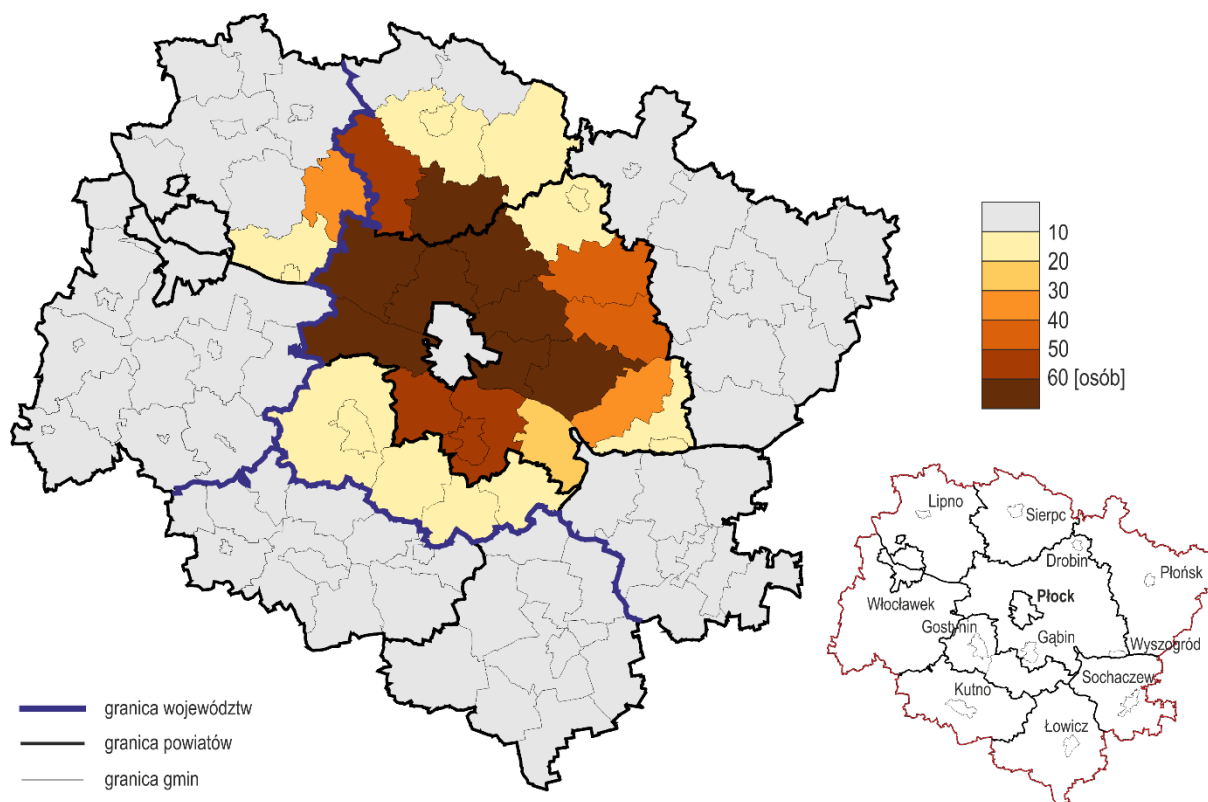 10
20
30
40
50
60 [osób]
Lipno
Sierpc
Drobin
Płońsk
Płock
Włocławek
Gostynin
Gąbin
Wyszogród
Sochaczew
Kutno
Łowicz
granica województw
granica powiatów
granica gmin